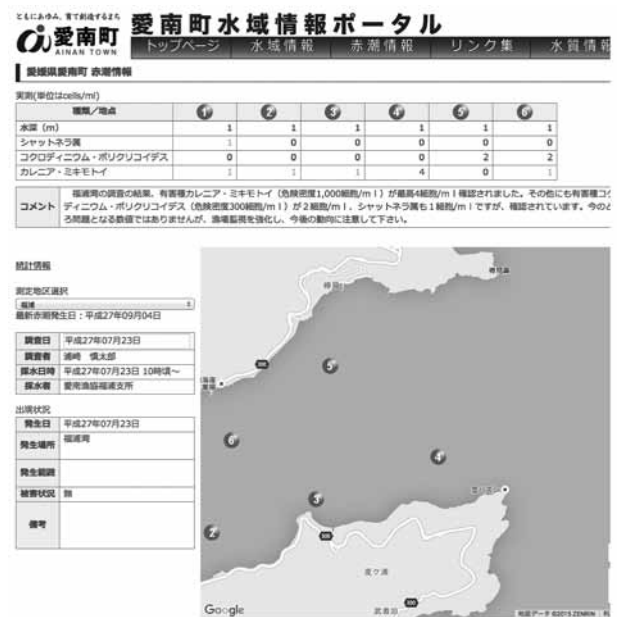 ともにあゆみ、育て創造するまち
愛南町
AINAN TOWN
愛南町水域情報ポータル
トップページ 水域情報 赤潮情報 リンク集 水質情報
愛媛県愛南町 赤潮情報
実測(単位はcells/ml)
種類／地点 1 2 3 4 5 6
水深（m） 1 1 1 1 1 1
シャットネラ属 1 0 0 0 0 0
コクロディニウム・ポリクリコイデス 0 0 0 0 2 2
カレニア・ミキモトイ 1 1 1 4 0 1
コメント
福浦湾の調査の結果、有害種カレニア・ミキモトイ（危険密度1,000細胞/ｍｌ）が最高4細胞/ｍｌ確認されました。その他にも有害種コク
ディニウム・ポリクリコイデス（危険密度300細胞/ｍｌ）が２細胞/ｍｌ、シャットネラ属も１細胞/ｍｌですが、確認されています。今のと
ろ問題となる数値ではありませんが、漁場監視を強化し、今後の動向に注意して下さい。
統計情報
測定地区選択
福浦
最新赤潮発生日：平成27年09月04日
調査日 平成27年07月23日
調査者 浦崎 慎太郎
採水日時 平成27年07月23日 10時頃～
採水者 愛南漁協福浦支所
出現状況
発生日 平成27年07月23日
発生場所 福浦湾
発生範囲
被害状況 無
備考
300
5
6
4
3
2
300
麦ケ浦
300
武者泊
Google
地図データ ©2015 ZENRIN